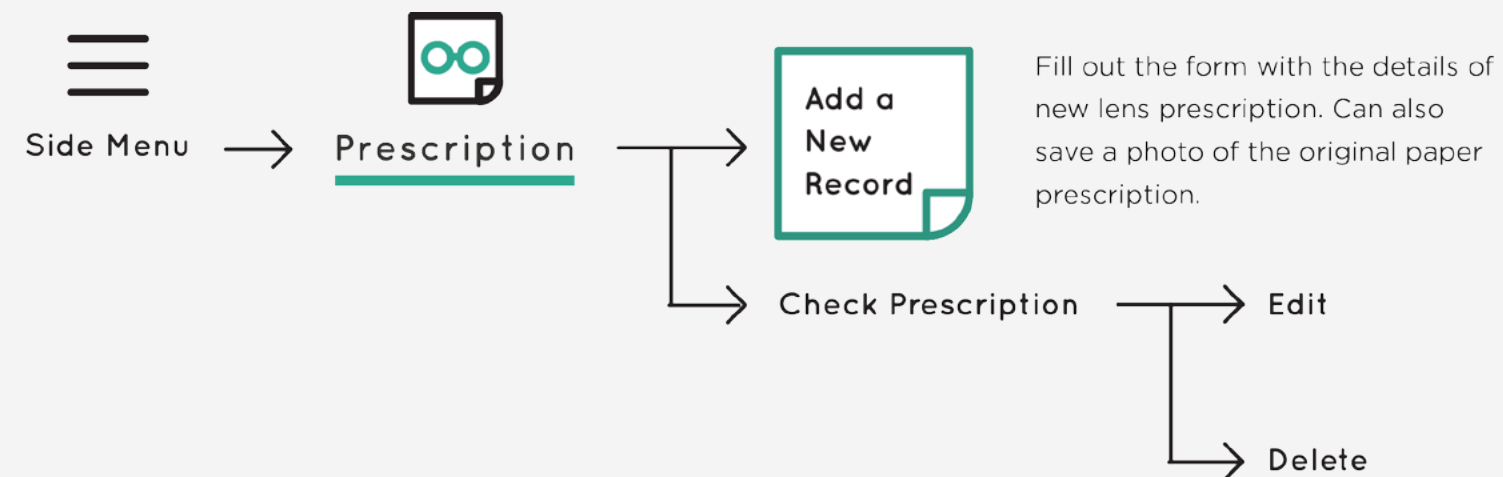 Side Menu
Prescription
Add a
New
Record
Fill out the form with the details of
new lens prescription. Can also
save a photo of the original paper
prescription.
Check Prescription
Edit
Delete